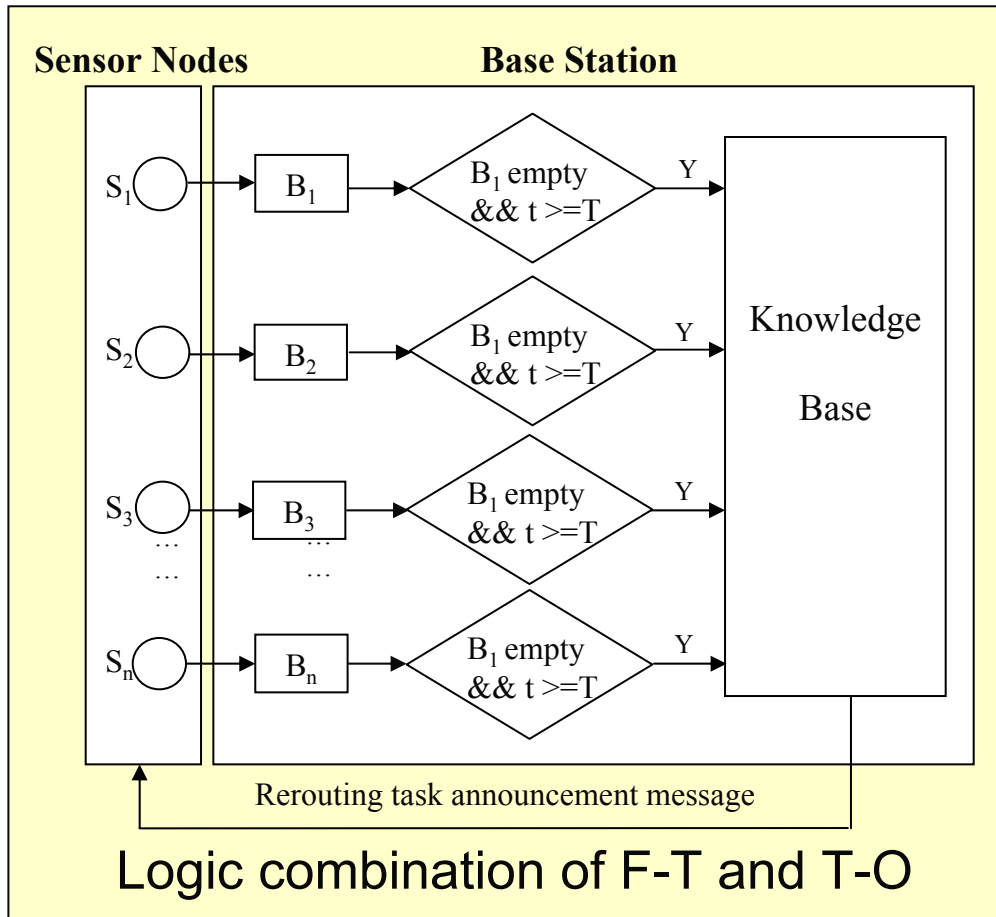 Sensor Nodes
Base Station
S1
B1
B1 empty
&& t >=T
Y
S2
B2
B1 empty
&& t >=T
Y
Knowledge
Base
S3
B3
B1 empty
&& t >=T
Y
...
...
...
...
Sn
Bn
B1 empty
&& t >=T
Y
Rerouting task announcement message
Logic combination of F-T and T-O